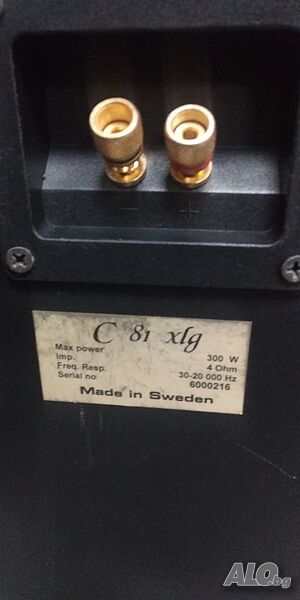 C 81 xlg
Max power 300 W
Imp. 4 Ohm
Freq. Resp. 30-20 000 Hz
Serial no 6000216
Made in Sweden
ALO.bg